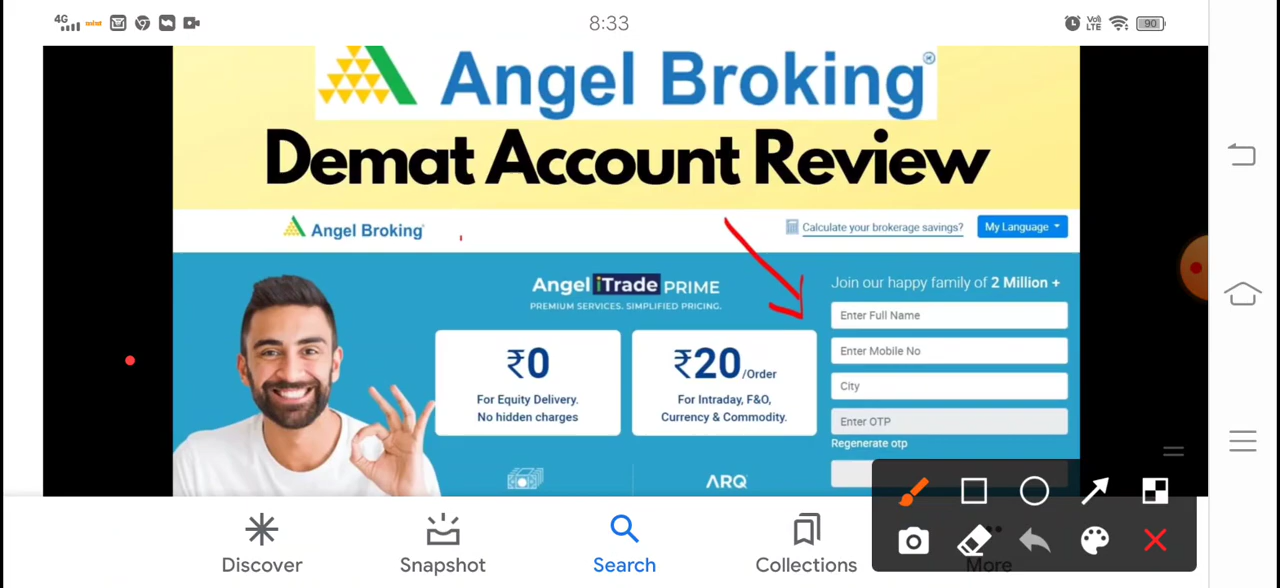 4G
8:33
Vo) LTE
90
Angel Broking
Demat Account Review
Angel Broking
Calculate your brokerage savings?
My Language
Angel iTrade PRIME
PREMIUM SERVICES. SIMPLIFIED PRICING.
Join our happy family of 2 Million +
Enter Full Name
Enter Mobile No
City
Enter OTP
Regenerate otp
₹0
For Equity Delivery.
No hidden charges
₹20 /Order
For Intraday, F&O,
Currency & Commodity.
ARQ
Discover
Snapshot
Search
Collections
More